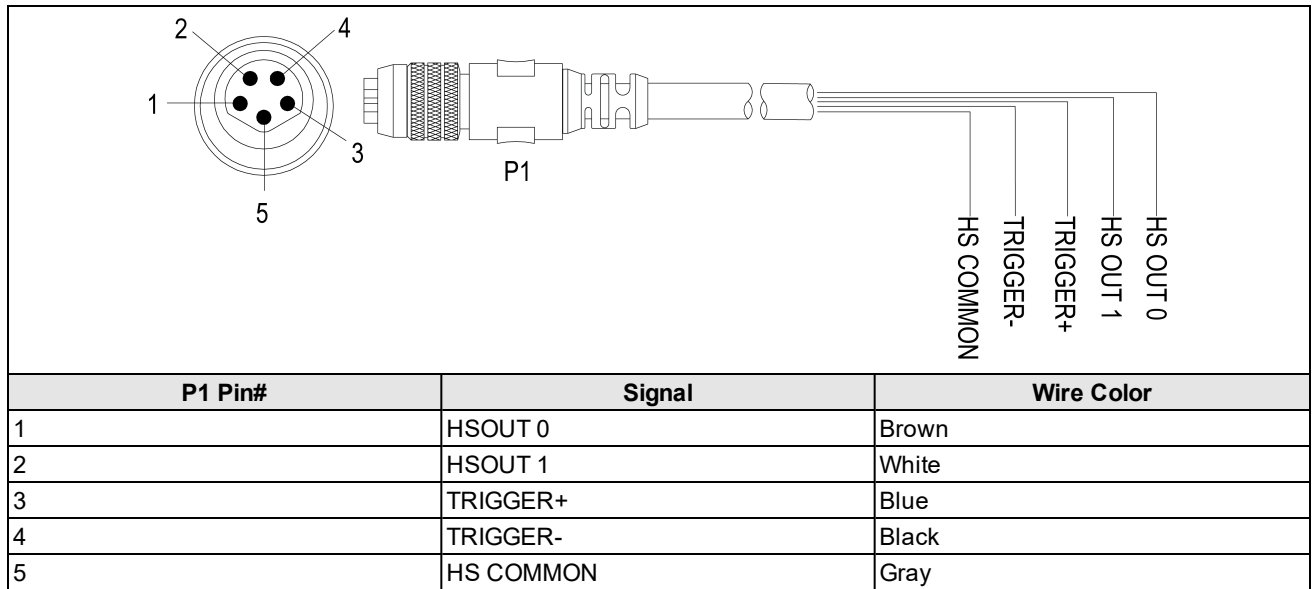 2
4
1
3
5
P1
HS COMMON
TRIGGER-
TRIGGER+
HS OUT 1
HS OUT 0
P1 Pin# Signal Wire Color
1 HSOUT 0 Brown
2 HSOUT 1 White
3 TRIGGER+ Blue
4 TRIGGER- Black
5 HS COMMON Gray